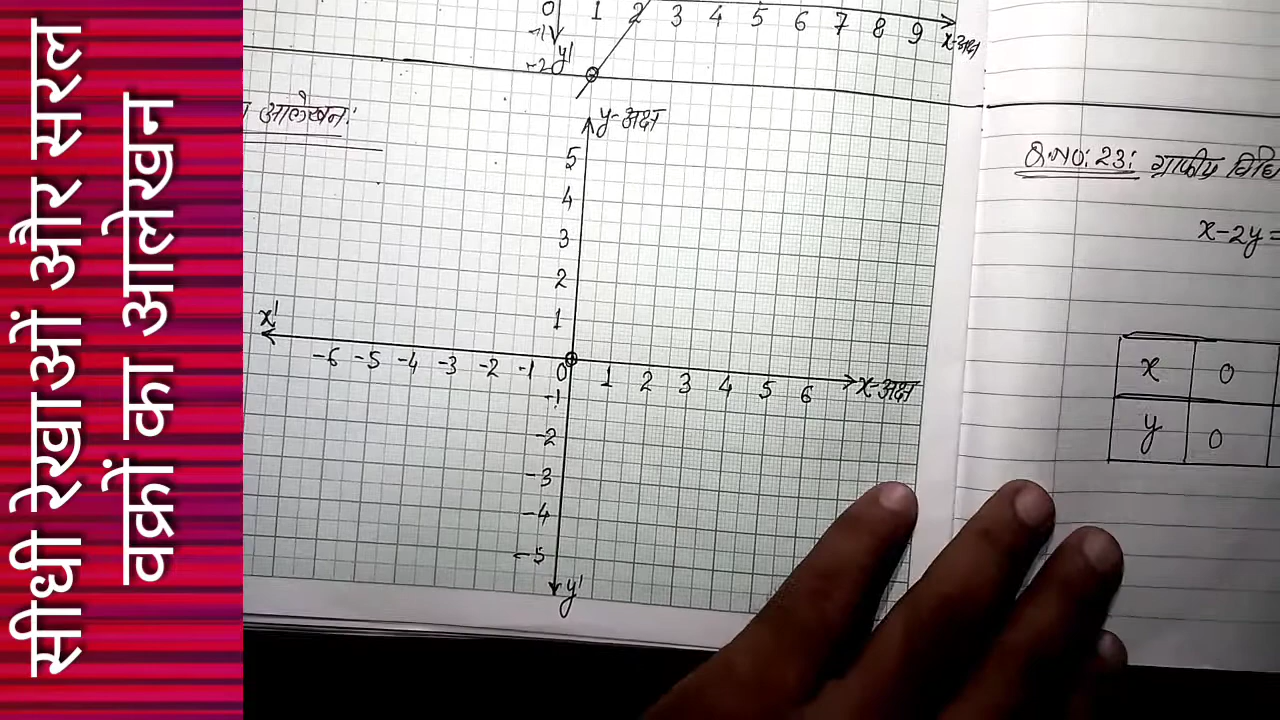 सीधी रेखाओं और सरल
वक्रों का आलेखन
0 1 2 3 4 5 6 7 8 9 x-अक्ष
-1
-2 y'
आलेखन:
y-अक्ष
5
4
3
2
1
x' -6 -5 -4 -3 -2 -1 0 1 2 3 4 5 6 x-अक्ष
-1
-2
-3
-4
-5
y'
Q.NO: 23: ग्राफीय विधि
x-2y=
x 0
y 0